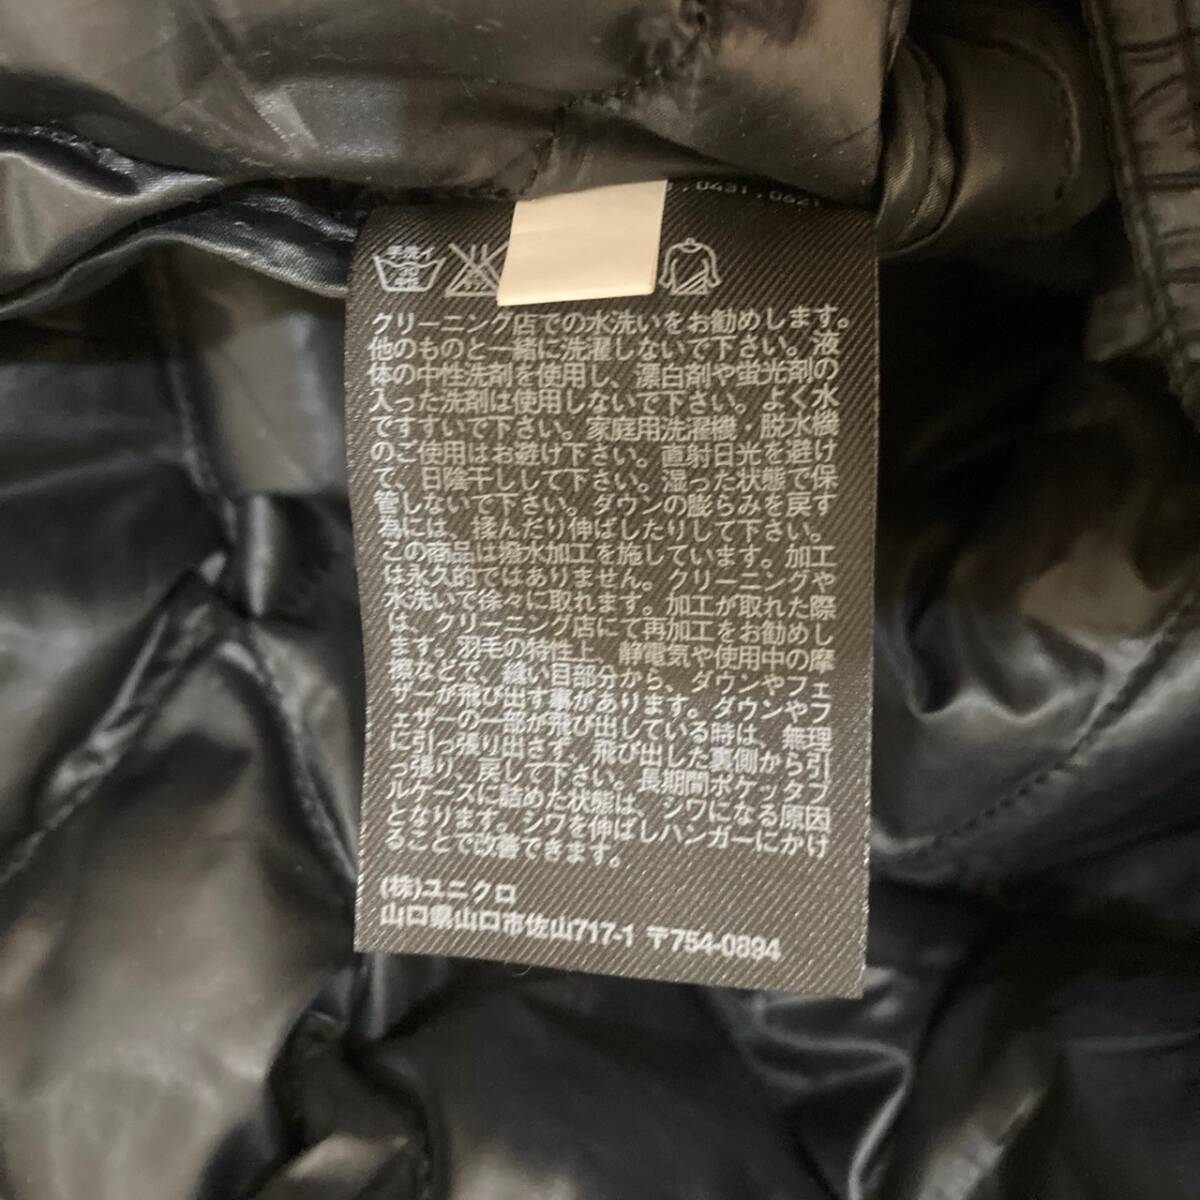 0431, 0621
手洗イ
クリーニング店での水洗いをお勧めします。
他のものと一緒に洗濯しないで下さい。液
体の中性洗剤を使用し、漂白剤や蛍光剤の
入った洗剤は使用しないで下さい。よく水
ですすいで下さい。家庭用洗濯機・脱水機
のご使用はお避け下さい。直射日光を避け
て、日陰干しして下さい。湿った状態で保
管しないで下さい。ダウンの膨らみを戻す
為には、揉んだり伸ばしたりして下さい。
この商品は撥水加工を施しています。加工
は永久的ではありません。クリーニングや
水洗いで徐々に取れます。加工が取れた際
は、クリーニング店にて再加工をお勧めし
ます。羽毛の特性上、静電気や使用中の摩
擦などで、縫い目部分から、ダウンやフェ
ザーが飛び出す事があります。ダウンやフ
ェザーの一部が飛び出している時は、無理
に引っ張り出さず、飛び出した裏側から引
っ張り、戻して下さい。長期間ポケッタブ
ルケースに詰めた状態は、シワになる原因
となります。シワを伸ばしハンガーにかけ
ることで改善できます。
(株)ユニクロ
山口県山口市佐山717-1 〒754-0894